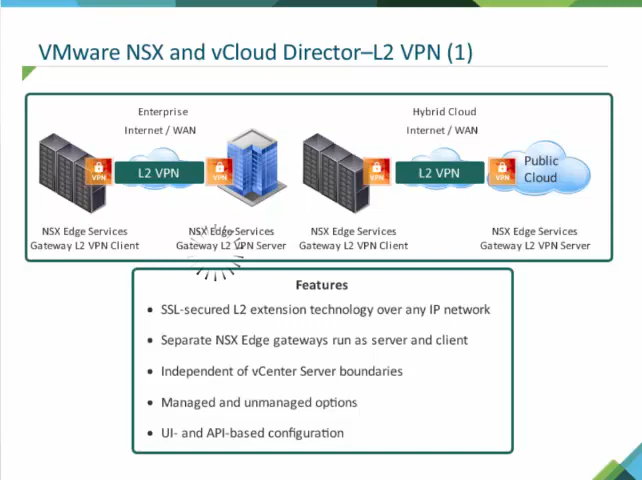 VMware NSX and vCloud Director–L2 VPN (1)
Enterprise
Internet / WAN
Hybrid Cloud
Internet / WAN
VPN
L2 VPN
VPN
VPN
L2 VPN
VPN
Public
Cloud
NSX Edge Services
Gateway L2 VPN Client
NSX Edge Services
Gateway L2 VPN Server
NSX Edge Services
Gateway L2 VPN Client
NSX Edge Services
Gateway L2 VPN Server
Features
• SSL-secured L2 extension technology over any IP network
• Separate NSX Edge gateways run as server and client
• Independent of vCenter Server boundaries
• Managed and unmanaged options
• UI- and API-based configuration